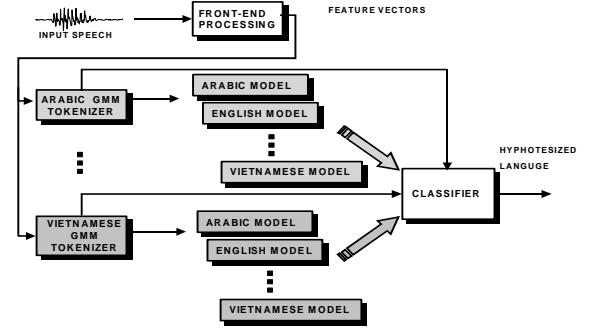 FRONT-END
PROCESSING
FEATURE VECTORS
INPUT SPEECH
ARABIC GMM
TOKENIZER
ARABIC MODEL
ENGLISH MODEL
VIETNAMESE MODEL
HYPHOTESIZED
LANGUGE
CLASSIFIER
VIETNAMESE
GMM
TOKENIZER
ARABIC MODEL
ENGLISH MODEL
VIETNAMESE MODEL